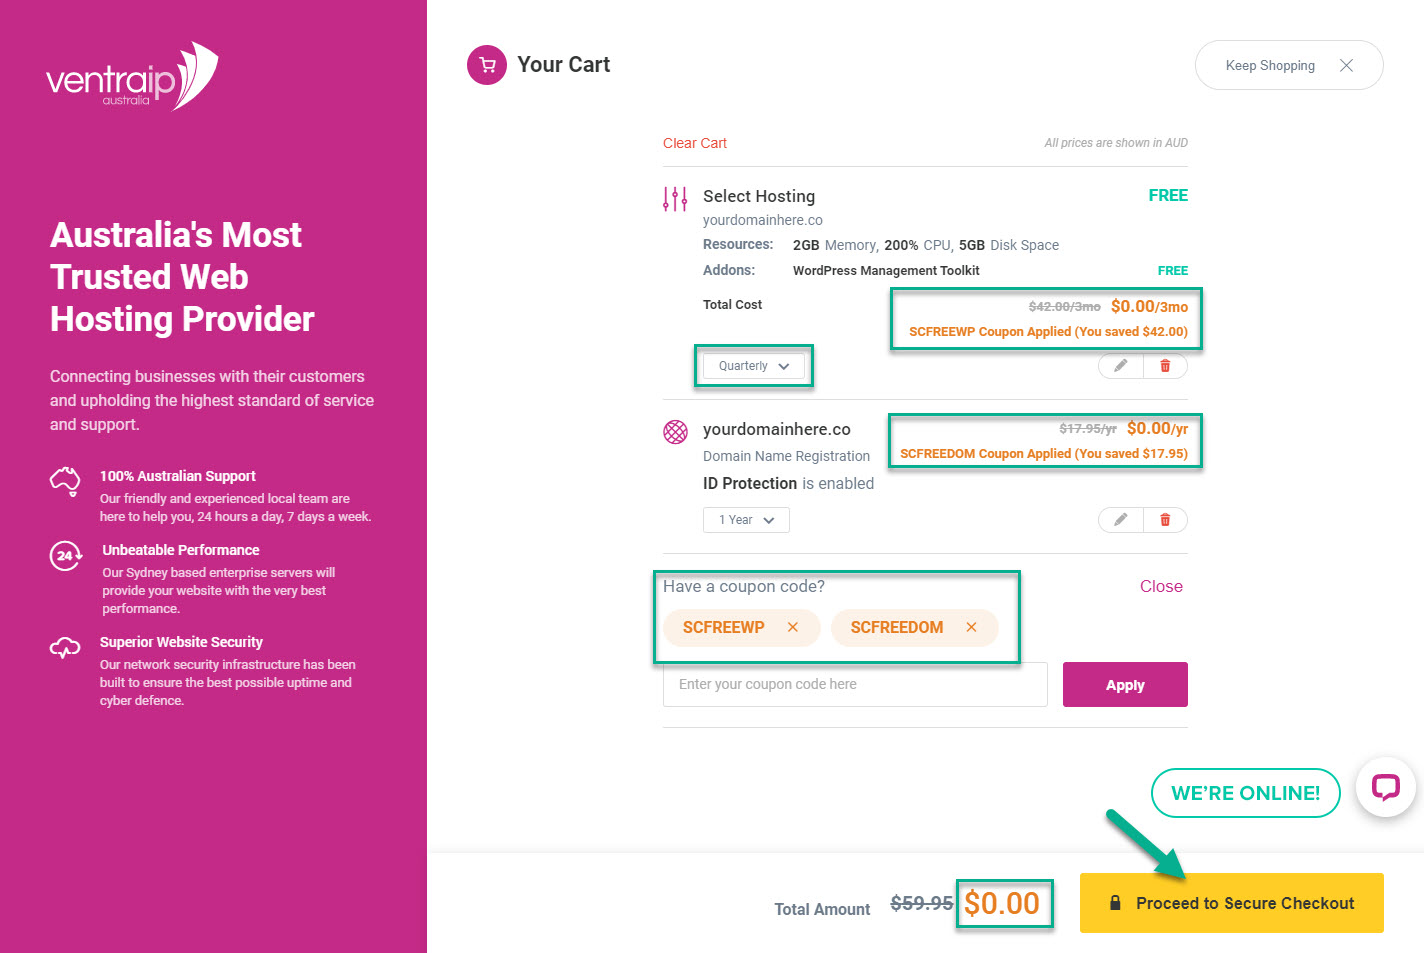 ventraip
australia
Australia's Most
Trusted Web
Hosting Provider
Connecting businesses with their customers
and upholding the highest standard of service
and support.
100% Australian Support
Our friendly and experienced local team are
here to help you, 24 hours a day, 7 days a week.
24
Unbeatable Performance
Our Sydney based enterprise servers will
provide your website with the very best
performance.
Superior Website Security
Our network security infrastructure has been
built to ensure the best possible uptime and
cyber defence.
Your Cart
Keep Shopping
Clear Cart
All prices are shown in AUD
Select Hosting FREE
yourdomainhere.co
Resources: 2GB Memory, 200% CPU, 5GB Disk Space
Addons: WordPress Management Toolkit FREE
Total Cost $42.00/3mo $0.00/3mo
SCFREEWP Coupon Applied (You saved $42.00)
Quarterly
yourdomainhere.co $17.95/yr $0.00/yr
Domain Name Registration SCFREEDOM Coupon Applied (You saved $17.95)
ID Protection is enabled
1 Year
Have a coupon code? Close
SCFREEWP SCFREEDOM
Enter your coupon code here Apply
WE'RE ONLINE!
Total Amount $59.95 $0.00 Proceed to Secure Checkout